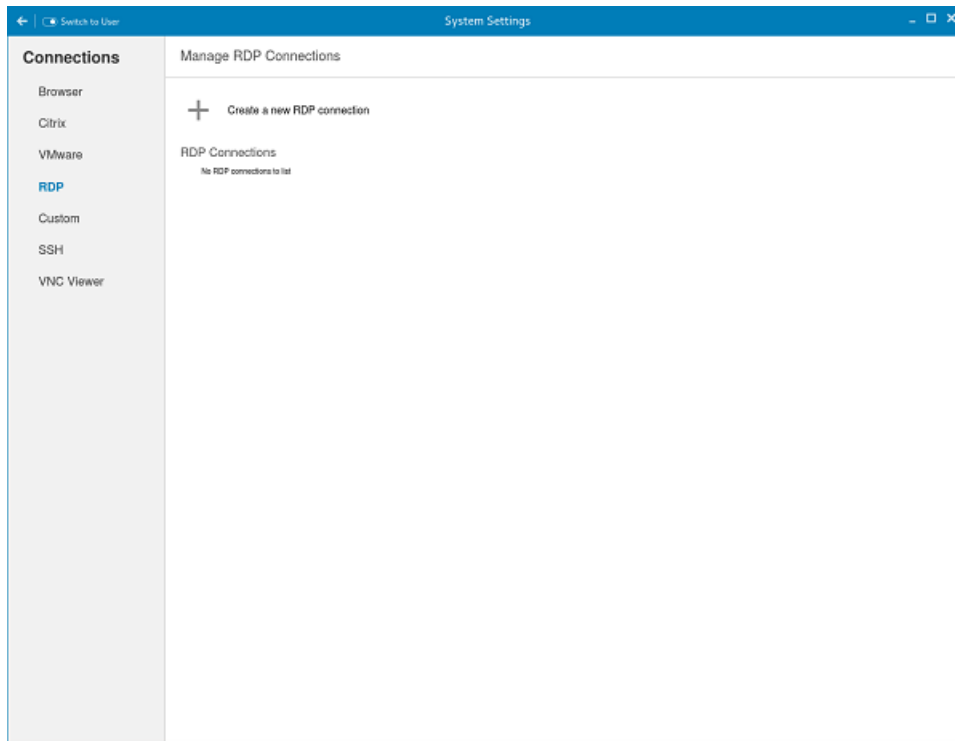 Switch to User
System Settings
Connections
Manage RDP Connections
Browser
Create a new RDP connection
Citrix
VMware
RDP Connections
No RDP connections to list
RDP
Custom
SSH
VNC Viewer